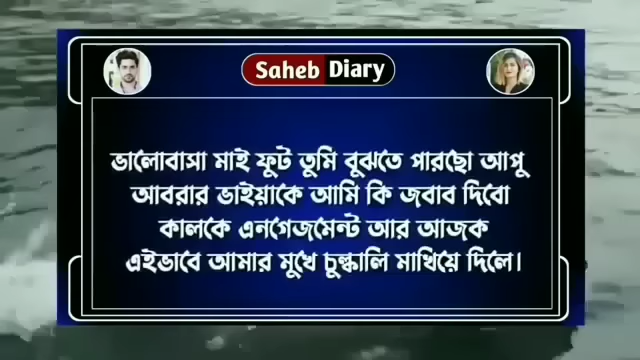 Saheb Diary
ভালোবাসা মাই ফুট তুমি বুঝতে পারছো আপু
আবরার ভাইয়াকে আমি কি জবাব দিবো
কালকে এনগেজমেন্ট আর আজক
এইভাবে আমার মুখে চুল্কালি মাখিয়ে দিলে।